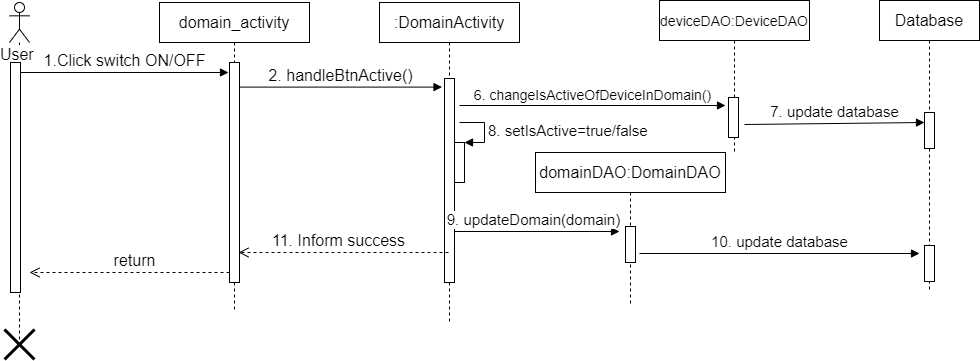 domain_activity
:DomainActivity
deviceDAO:DeviceDAO
Database
User
1.Click switch ON/OFF
2. handleBtnActive()
6. changeIsActiveOfDeviceInDomain()
7. update database
8. setIsActive=true/false
domainDAO:DomainDAO
9. updateDomain(domain)
11. Inform success
10. update database
return